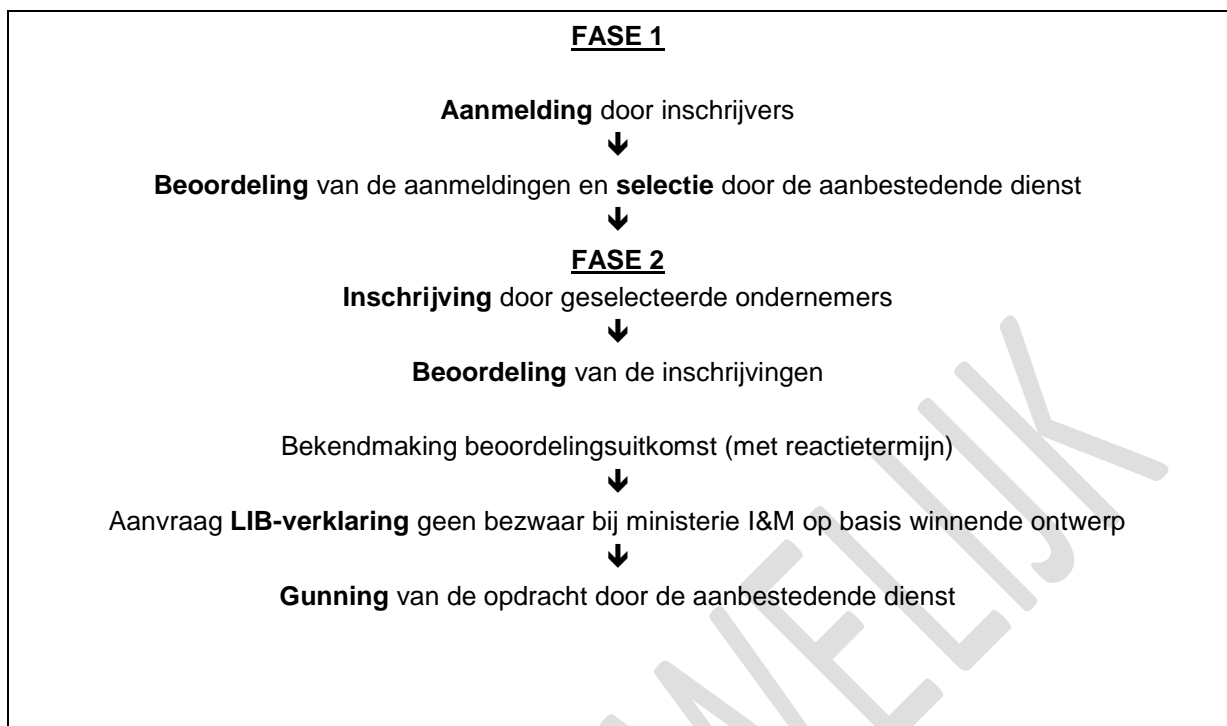 FASE 1
Aanmelding door inschrijvers
🡻
Beoordeling van de aanmeldingen en selectie door de aanbestedende dienst
🡻
FASE 2
Inschrijving door geselecteerde ondernemers
🡻
Beoordeling van de inschrijvingen
Bekendmaking beoordelingsuitkomst (met reactietermijn)
🡻
Aanvraag LIB-verklaring geen bezwaar bij ministerie I&M op basis winnende ontwerp
🡻
Gunning van de opdracht door de aanbestedende dienst
WELIJK